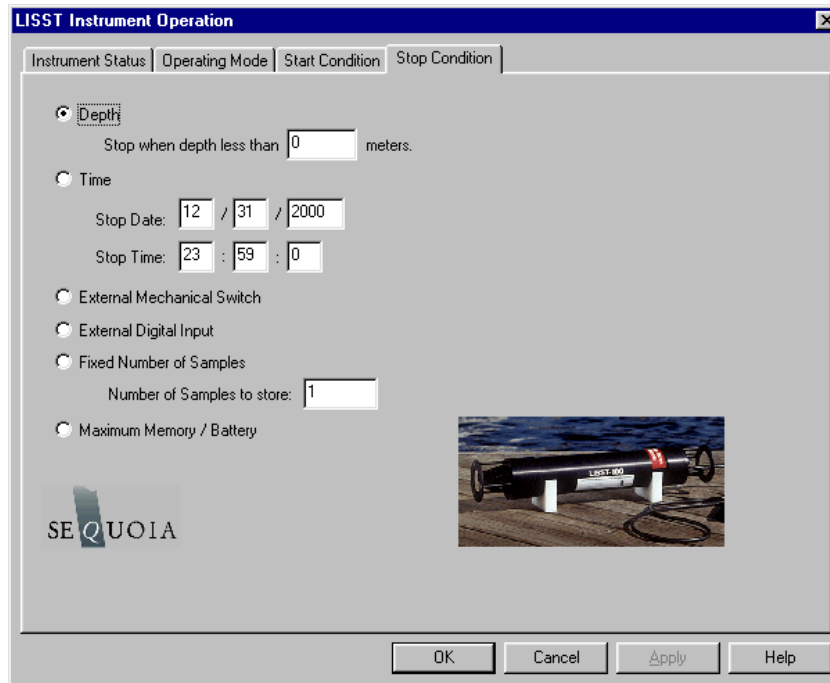 LISST Instrument Operation
Instrument Status Operating Mode Start Condition Stop Condition
Depth
Stop when depth less than 0 meters.
Time
Stop Date: 12 / 31 / 2000
Stop Time: 23 : 59 : 0
External Mechanical Switch
External Digital Input
Fixed Number of Samples
Number of Samples to store: 1
Maximum Memory / Battery
LISST-100
SEQUOIA
OK Cancel Apply Help